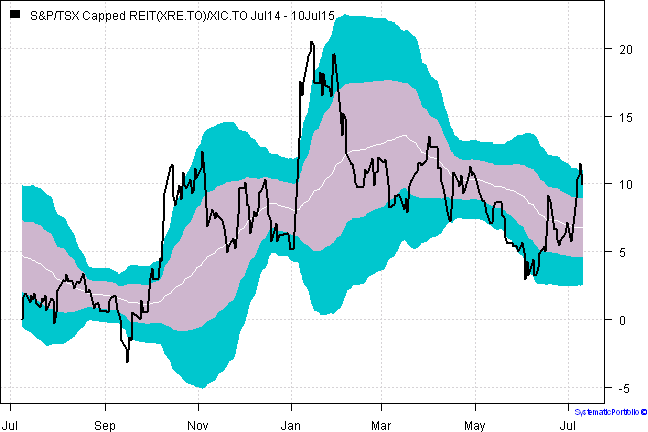 S&P/TSX Capped REIT(XRE.TO)/XIC.TO Jul14 - 10Jul15
20
15
10
5
0
-5
Jul Sep Nov Jan Mar May Jul
SystematicPortfolio ©